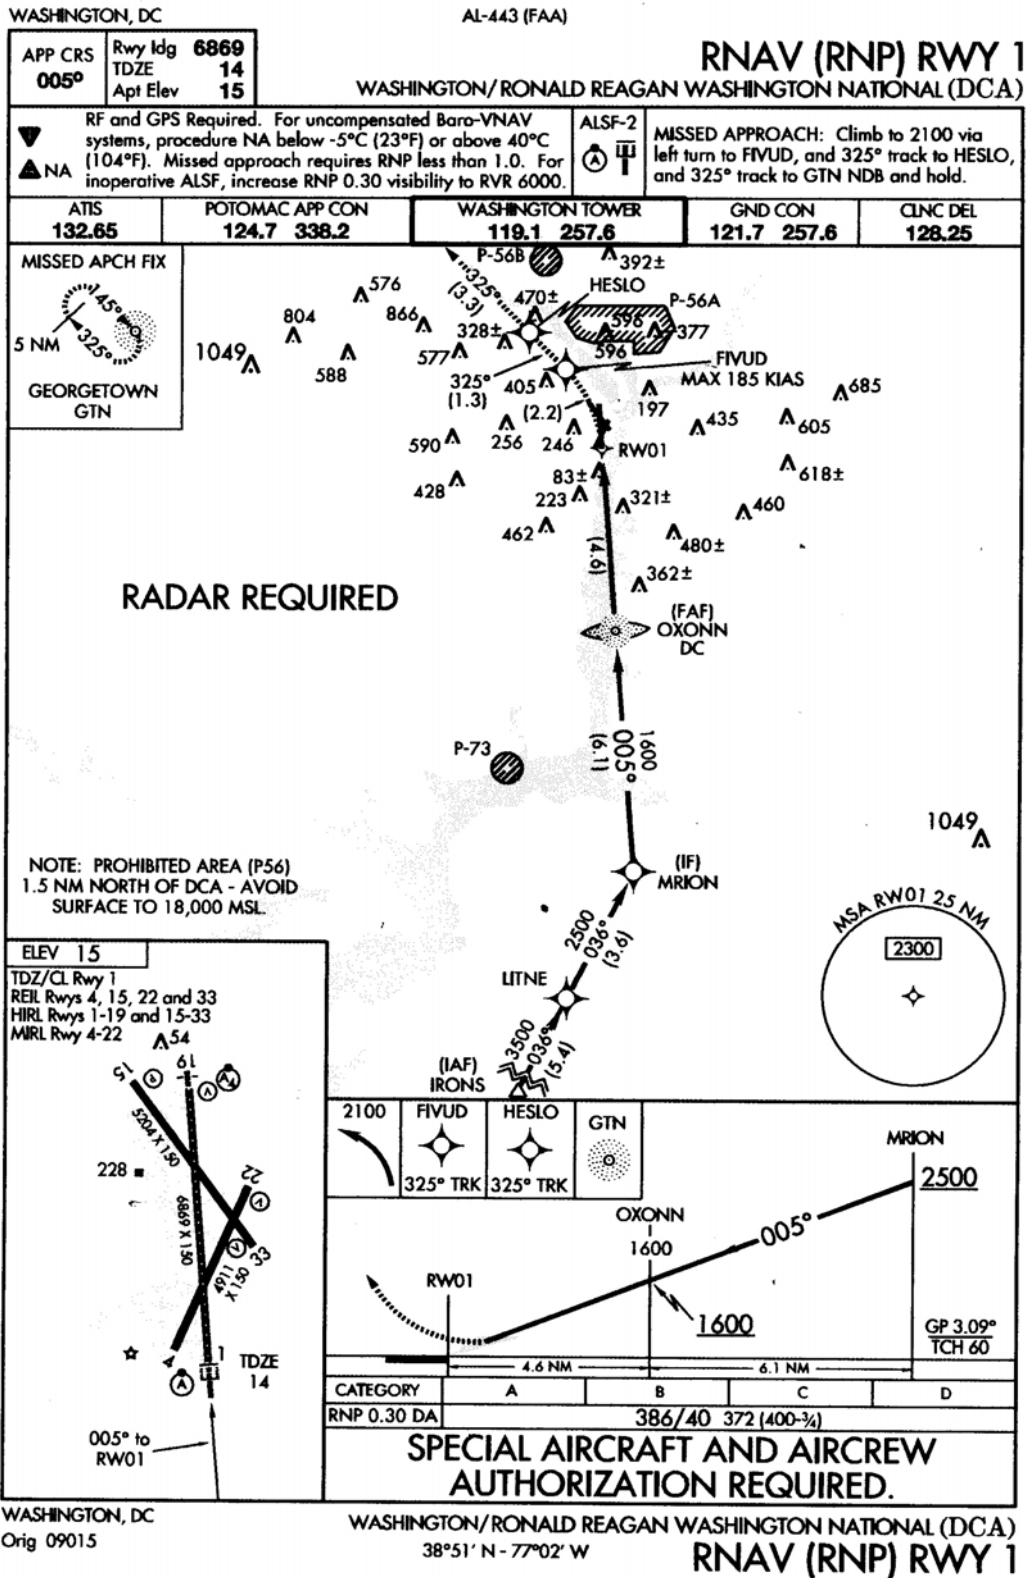 WASHINGTON, DC
AL-443 (FAA)
APP CRS
005°
Rwy ldg 6869
TDZE 14
Apt Elev 15
RNAV (RNP) RWY 1
WASHINGTON/RONALD REAGAN WASHINGTON NATIONAL (DCA)
NA
RF and GPS Required. For uncompensated Baro-VNAV
systems, procedure NA below -5°C (23°F) or above 40°C
(104°F). Missed approach requires RNP less than 1.0. For
inoperative ALSF, increase RNP 0.30 visibility to RVR 6000.
ALSF-2
A
MISSED APPROACH: Climb to 2100 via
left turn to FIVUD, and 325° track to HESLO,
and 325° track to GTN NDB and hold.
ATIS
132.65
POTOMAC APP CON
124.7 338.2
WASHINGTON TOWER
119.1 257.6
GND CON
121.7 257.6
CLNC DEL
128.25
MISSED APCH FIX
145°
325°
5 NM
GEORGETOWN
GTN
P-56B
392±
325°
(3.3)
HESLO
576
470±
P-56A
804
866
328±
596
377
1049
588
577
596
FIVUD
MAX 185 KIAS
325°
(1.3)
405
197
685
(2.2)
435
605
590
256
246
RW01
618±
428
83±
223
321±
460
462
480±
(4.6)
362±
RADAR REQUIRED
(FAF)
OXONN
DC
1600
005°
(6.1)
P-73
1049
(IF)
MRION
NOTE: PROHIBITED AREA (P56)
1.5 NM NORTH OF DCA - AVOID
SURFACE TO 18,000 MSL.
MSA RW01 25 NM
2300
2500
036°
(3.6)
LITNE
3500
036°
(5.4)
(IAF)
IRONS
ELEV 15
TDZ/CL Rwy 1
REIL Rwys 4, 15, 22 and 33
HIRL Rwys 1-19 and 15-33
MIRL Rwy 4-22
54
15
P
19
V
A
5204 X 150
228
22
V
6869 X 150
V
33
4911
X 150
4
A
1
TDZE
14
005° to
RW01
2100
FIVUD
325° TRK
HESLO
325° TRK
GTN
MRION
2500
OXONN
1600
005°
RW01
1600
GP 3.09°
TCH 60
4.6 NM
6.1 NM
CATEGORY A B C D
RNP 0.30 DA 386/40 372 (400-¾)
SPECIAL AIRCRAFT AND AIRCREW
AUTHORIZATION REQUIRED.
WASHINGTON, DC
Orig 09015
WASHINGTON/RONALD REAGAN WASHINGTON NATIONAL (DCA)
38°51' N - 77°02' W
RNAV (RNP) RWY 1